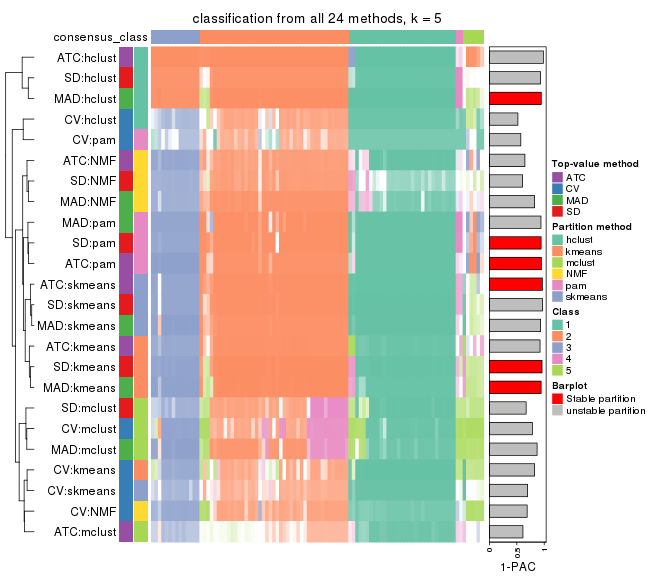 classification from all 24 methods, k = 5
consensus_class
ATC:hclust
SD:hclust
MAD:hclust
CV:hclust
CV:pam
ATC:NMF
SD:NMF
MAD:NMF
MAD:pam
SD:pam
ATC:pam
ATC:skmeans
SD:skmeans
MAD:skmeans
ATC:kmeans
SD:kmeans
MAD:kmeans
SD:mclust
CV:mclust
MAD:mclust
CV:kmeans
CV:skmeans
CV:NMF
ATC:mclust
0
0.5
1
1-PAC
Top-value method
ATC
CV
MAD
SD
Partition method
hclust
kmeans
mclust
NMF
pam
skmeans
Class
1
2
3
4
5
Barplot
Stable partition
unstable partition